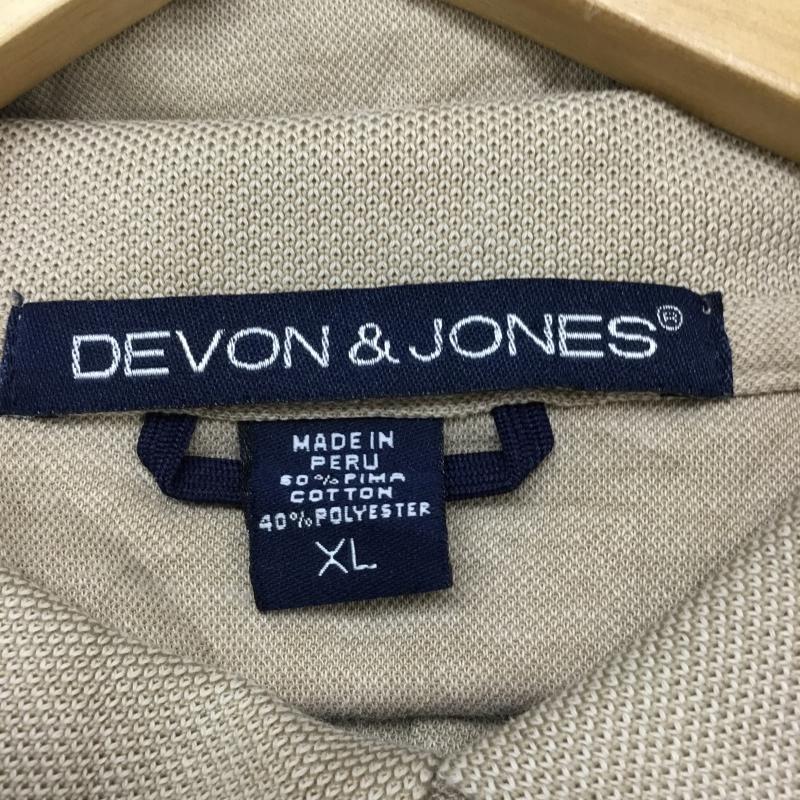 DEVON & JONES®
MADE IN
PERU
60% PIMA
COTTON
40% POLYESTER
XL